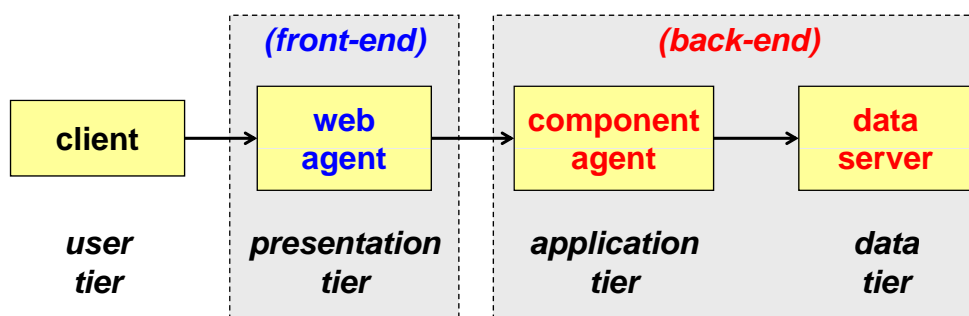 (front-end)
(back-end)
client
web
agent
component
agent
data
server
user
tier
presentation
tier
application
tier
data
tier